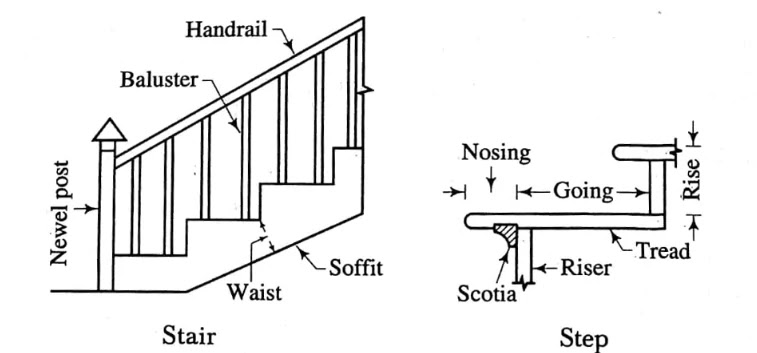 Handrail
Baluster
Newel post
Waist
Soffit
Stair
Nosing
Going
Rise
Tread
Riser
Scotia
Step